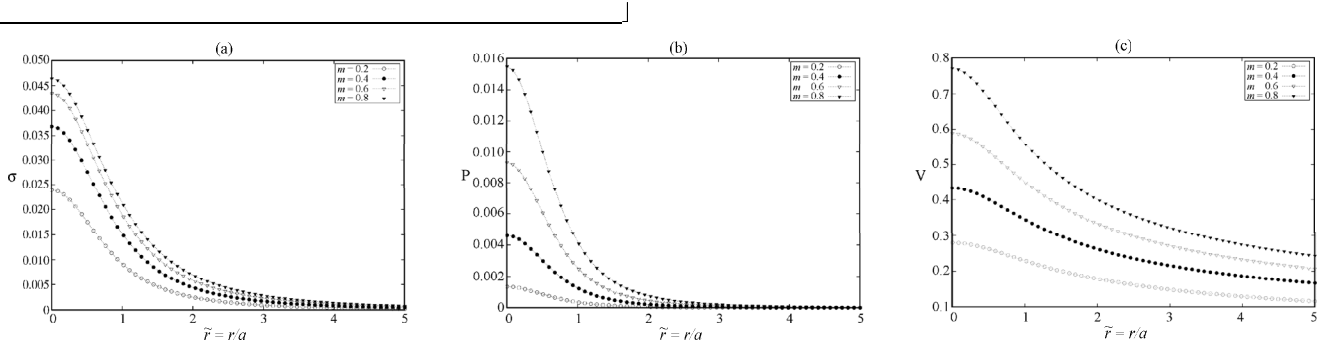 (a)
0.050
0.045
0.040
0.035
0.030
0.025
0.020
0.015
0.010
0.005
0
σ
m = 0.2
m = 0.4
m = 0.6
m = 0.8
0 1 2 3 4 5
r̃ = r/a
(b)
0.016
0.014
0.012
0.010
0.008
0.006
0.004
0.002
0
P
m = 0.2
m = 0.4
m 0.6
m = 0.8
0 1 2 3 4 5
r̃ = r/a
(c)
0.8
0.7
0.6
0.5
0.4
0.3
0.2
0.1
V
m = 0.2
m = 0.4
m 0.6
m = 0.8
0 1 2 3 4 5
r̃ = r/a